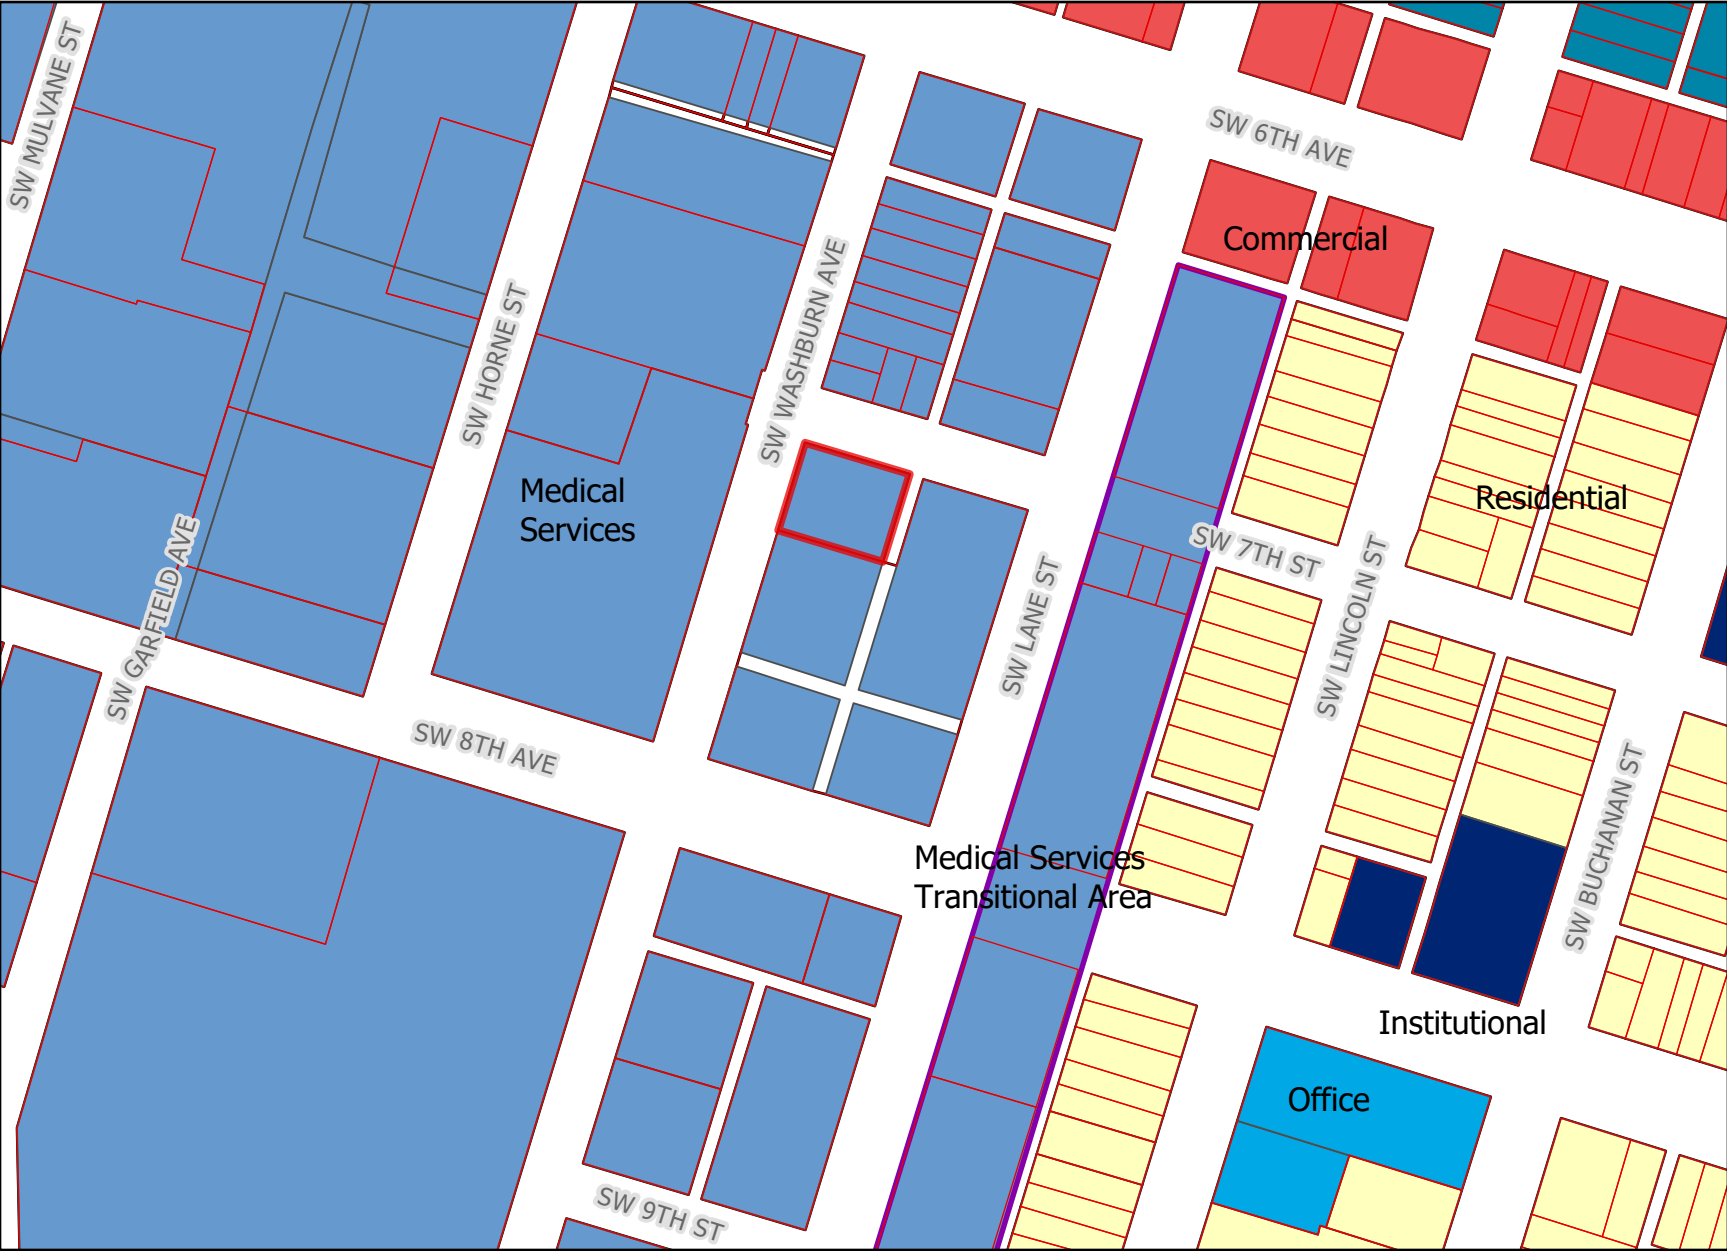 SW MULVANE ST
SW 6TH AVE
Commercial
SW WASHBURN AVE
SW HORNE ST
Medical
Services
Residential
SW 7TH ST
SW LINCOLN ST
SW LANE ST
SW GARFIELD AVE
SW 8TH AVE
SW BUCHANAN ST
Medical Services
Transitional Area
Institutional
Office
SW 9TH ST